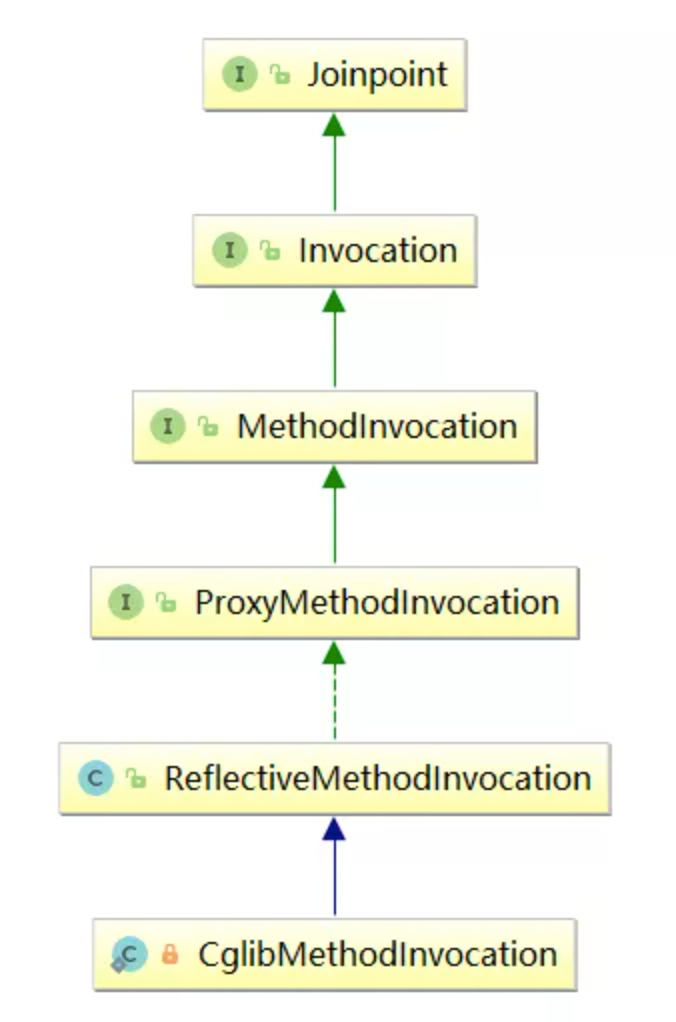 I Joinpoint
I Invocation
I MethodInvocation
I ProxyMethodInvocation
C ReflectiveMethodInvocation
C CglibMethodInvocation